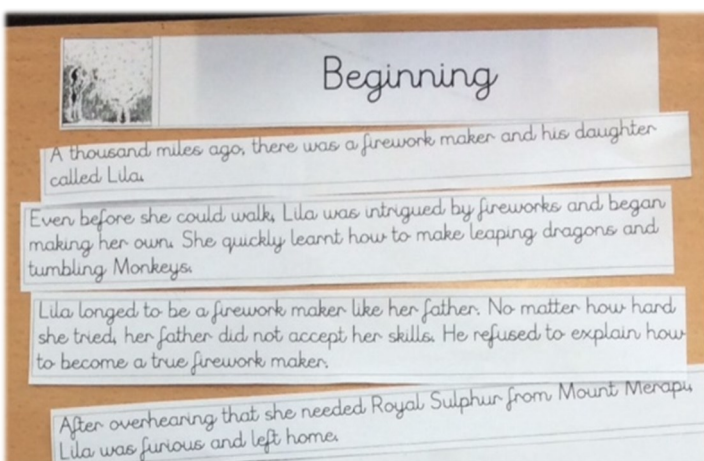 Beginning
A thousand miles ago, there was a firework maker and his daughter
called Lila.
Even before she could walk, Lila was intrigued by fireworks and began
making her own. She quickly learnt how to make leaping dragons and
tumbling Monkeys.
Lila longed to be a firework maker like her father. No matter how hard
she tried, her father did not accept her skills. He refused to explain how
to become a true firework maker.
After overhearing that she needed Royal Sulphur from Mount Merapi,
Lila was furious and left home.